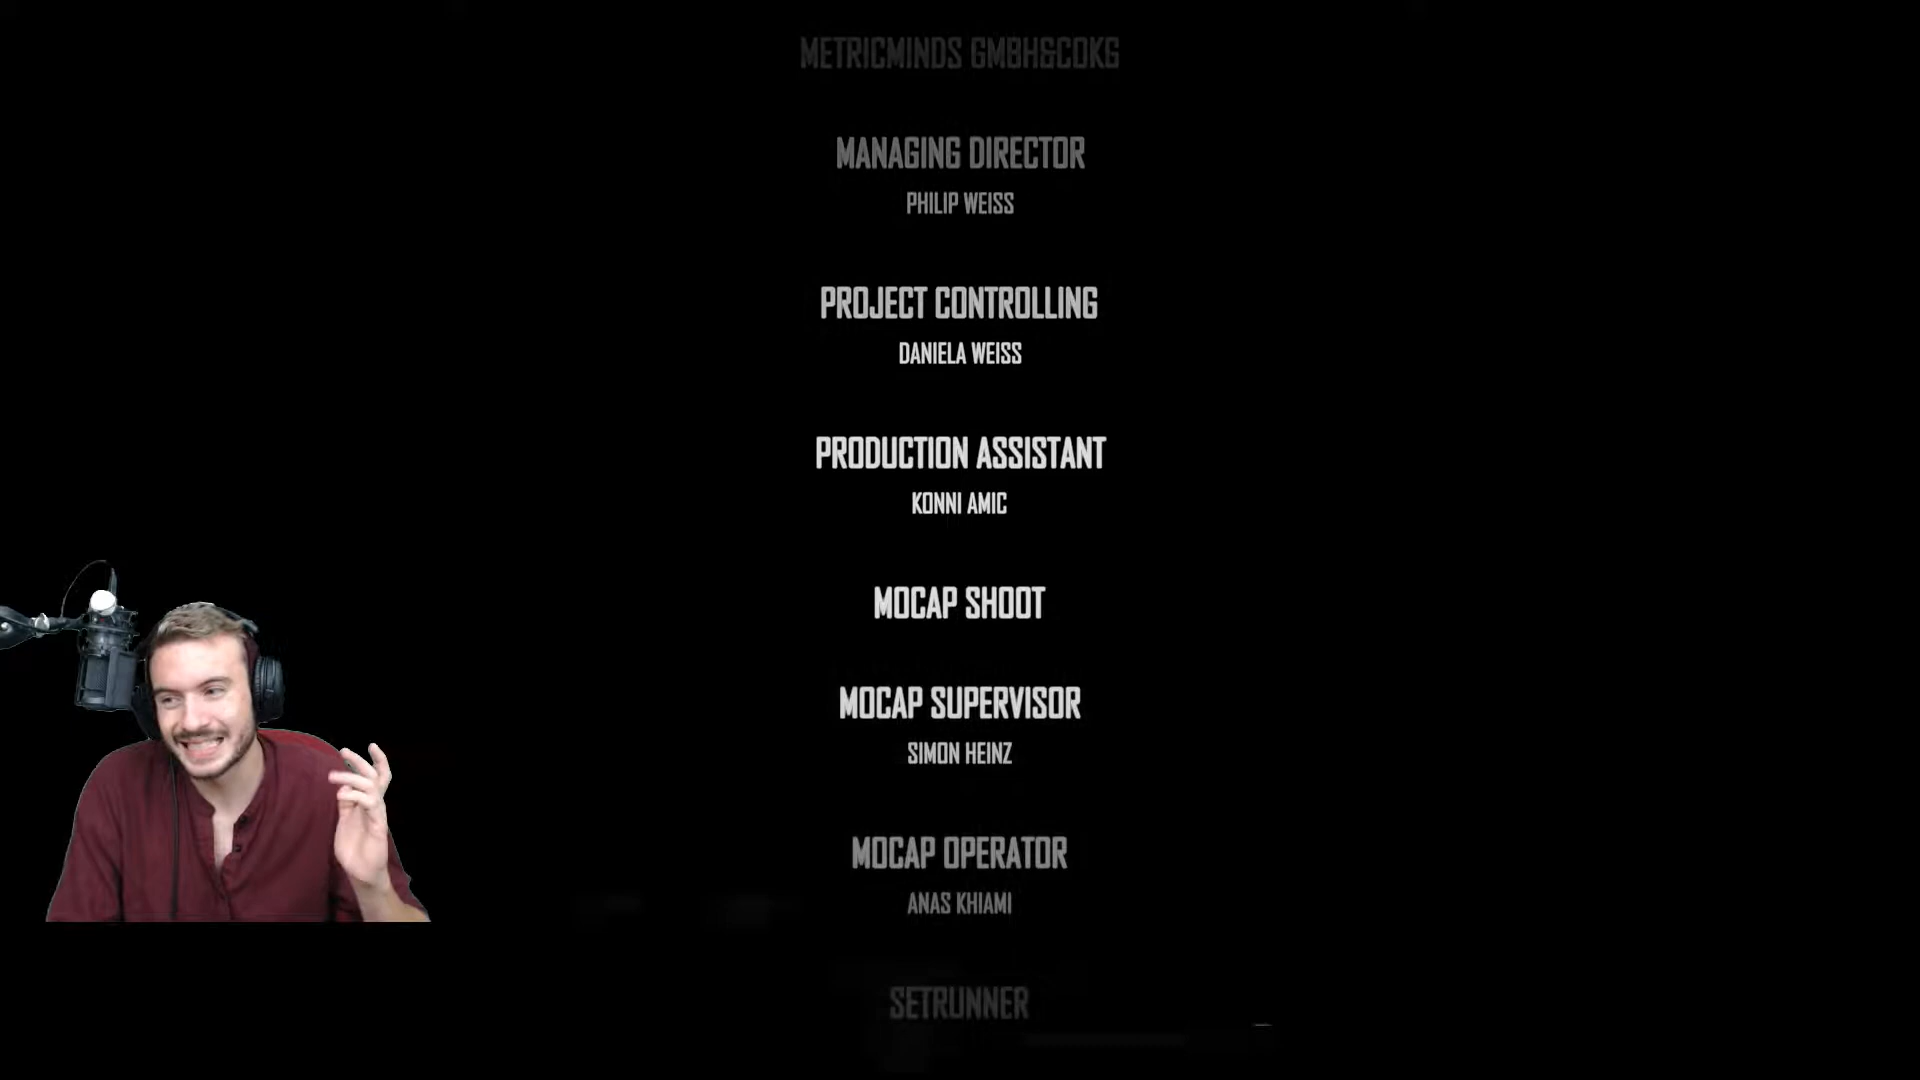 METRICMINDS GMBH&COKG
MANAGING DIRECTOR
PHILIP WEISS
PROJECT CONTROLLING
DANIELA WEISS
PRODUCTION ASSISTANT
KONNI AMIC
MOCAP SHOOT
MOCAP SUPERVISOR
SIMON HEINZ
MOCAP OPERATOR
ANAS KHIAMI
SETRUNNER